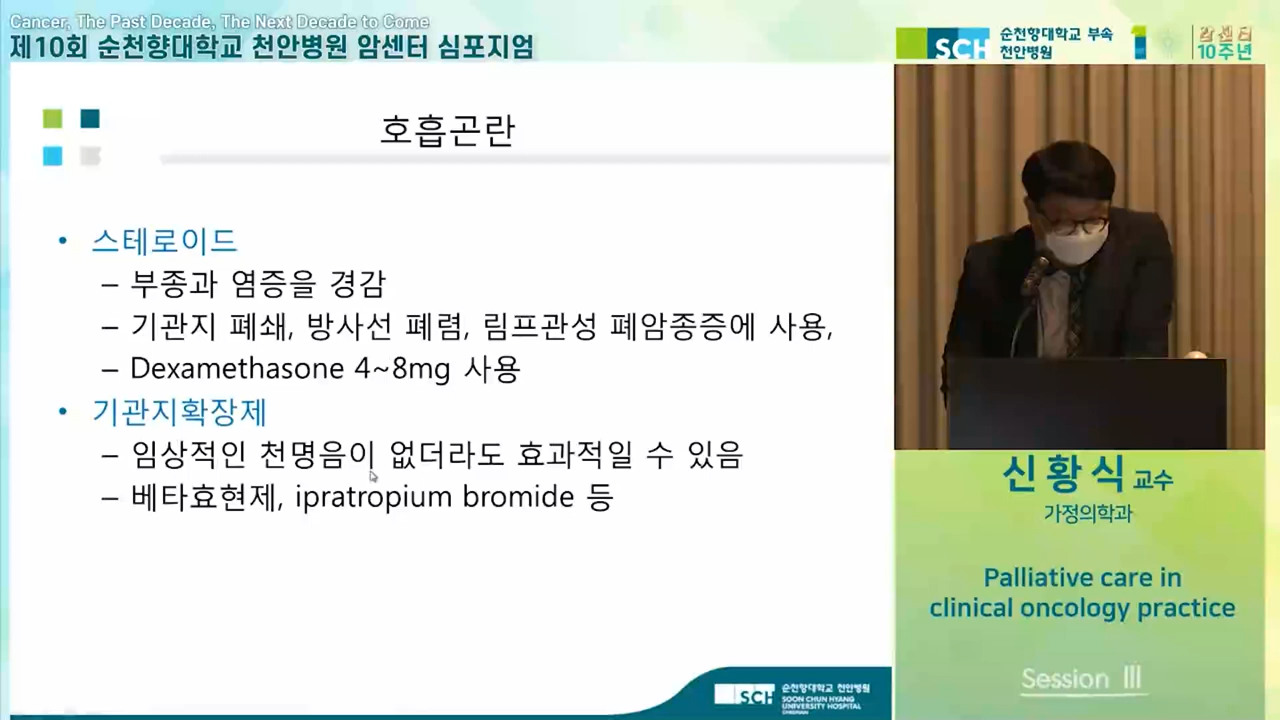 Cancer, The Past Decade, The Next Decade to Come
제10회 순천향대학교 천안병원 암센터 심포지엄
SCH 순천향대학교 부속
천안병원
암센터
10주년
호흡곤란
• 스테로이드
– 부종과 염증을 경감
– 기관지 폐쇄, 방사선 폐렴, 림프관성 폐암종증에 사용,
– Dexamethasone 4~8mg 사용
• 기관지확장제
– 임상적인 천명음이 없더라도 효과적일 수 있음
– 베타효현제, ipratropium bromide 등
신황식 교수
가정의학과
Palliative care in
clinical oncology practice
Session III
SCH 순천향대학교 천안병원
SOON CHUN HYANG
UNIVERSITY HOSPITAL
CHEONAN